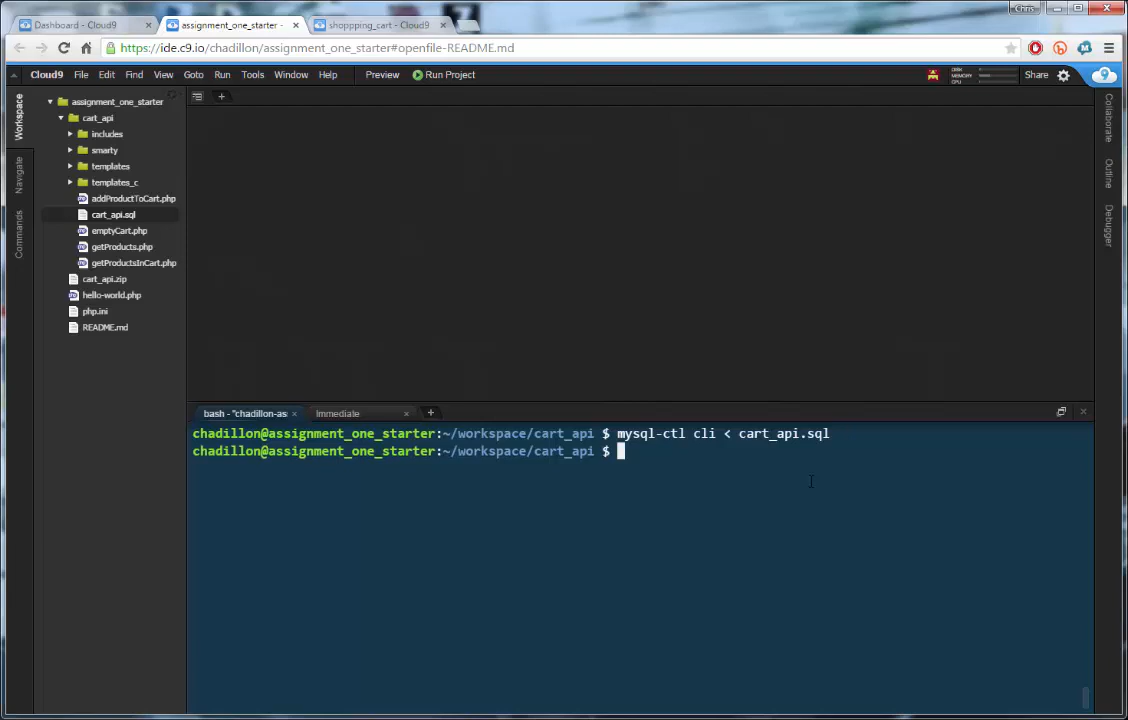 Chris
Dashboard - Cloud9
assignment_one_starter -
shoppping_cart - Cloud9
https://ide.c9.io/chadillon/assignment_one_starter#openfile-README.md
Cloud9 File Edit Find View Goto Run Tools Window Help Preview Run Project
DISK
MEMORY
CPU
Share
Workspace
Navigate
Commands
assignment_one_starter
cart_api
includes
smarty
templates
templates_c
addProductToCart.php
cart_api.sql
emptyCart.php
getProducts.php
getProductsInCart.php
cart_api.zip
hello-world.php
php.ini
README.md
Collaborate
Outline
Debugger
bash - "chadillon-as
Immediate
chadillon@assignment_one_starter:~/workspace/cart_api $ mysql-ctl cli < cart_api.sql
chadillon@assignment_one_starter:~/workspace/cart_api $